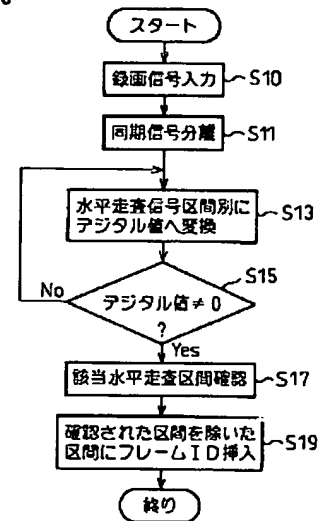 スタート
録画信号入力
S10
同期信号分離
S11
水平走査信号区間別に
デジタル値へ変換
S13
デジタル値≠0
?
S15
No
Yes
該当水平走査区間確認
S17
確認された区間を除いた
区間にフレームID挿入
S19
終り